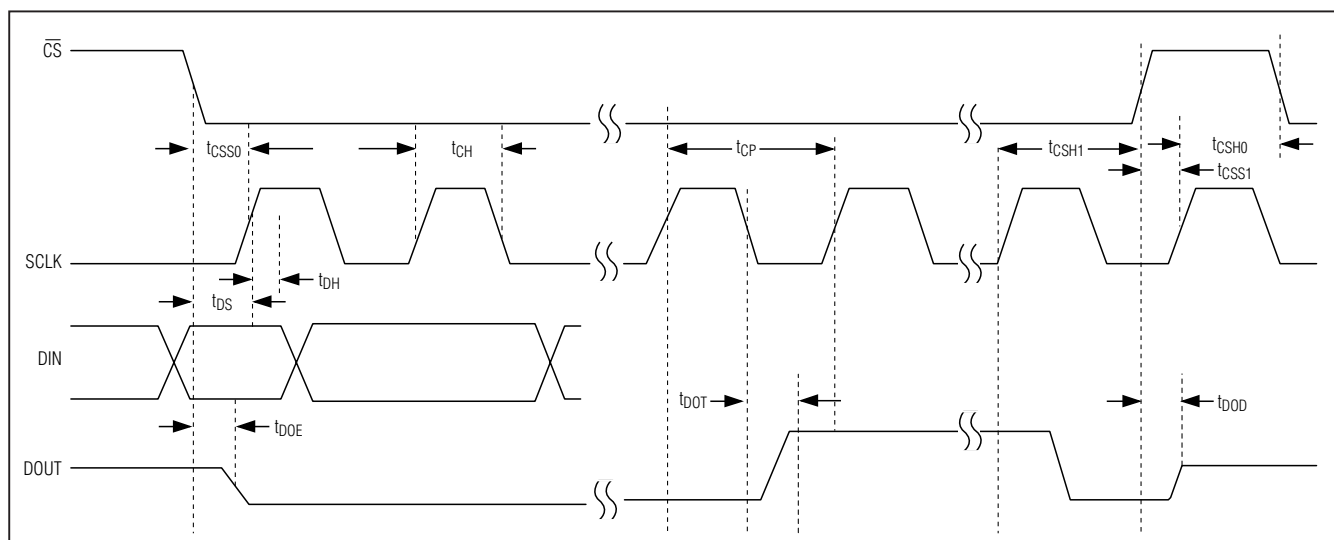 CS
tCSS0
tCH
tCP
tCSH1
tCSH0
tCSS1
SCLK
tDH
tDS
DIN
tDOT
tDOD
tDOE
DOUT